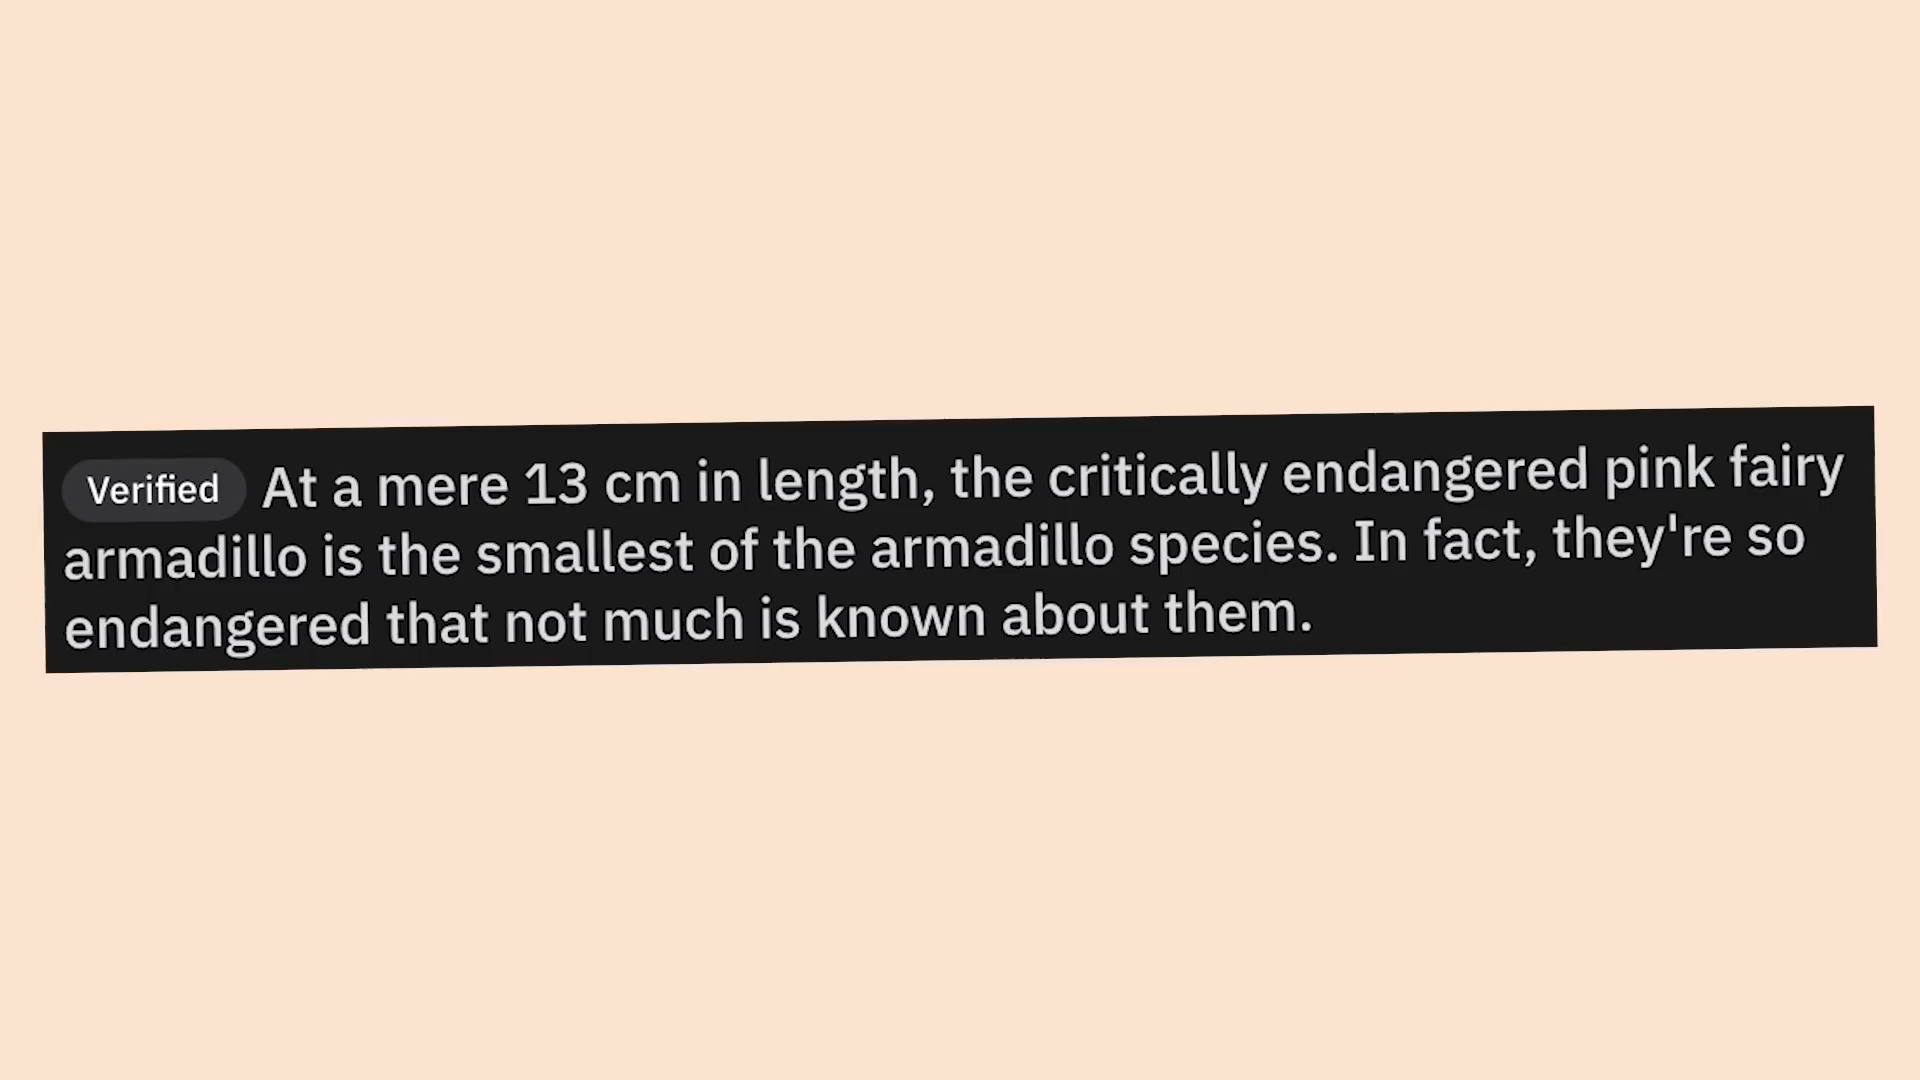 Verified At a mere 13 cm in length, the critically endangered pink fairy
armadillo is the smallest of the armadillo species. In fact, they're so
endangered that not much is known about them.